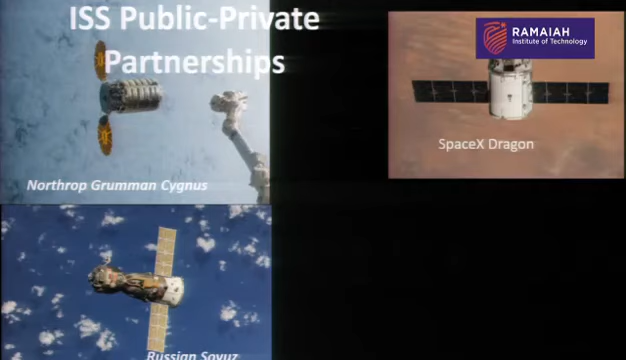 ISS Public-Private
Partnerships
RAMAIAH
Institute of Technology
SpaceX Dragon
Northrop Grumman Cygnus
Russian Soyuz